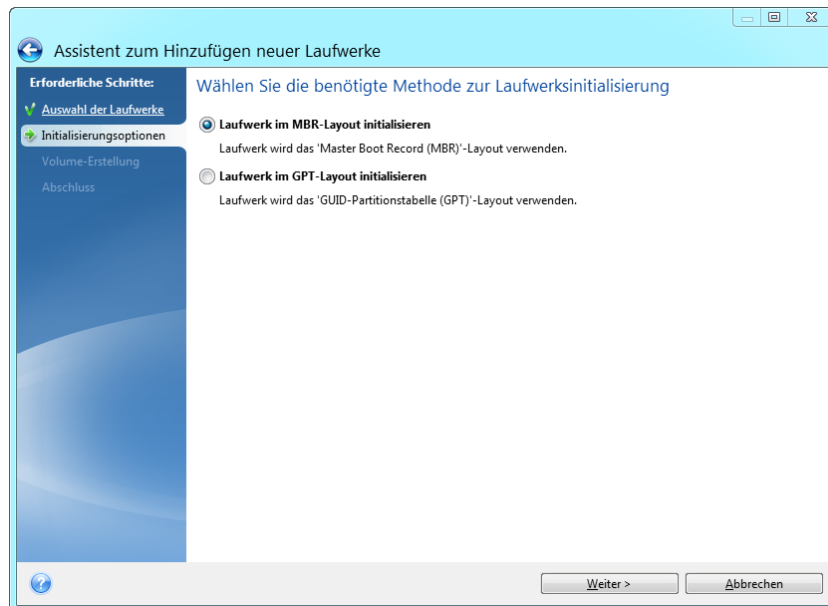 Assistent zum Hinzufügen neuer Laufwerke
Erforderliche Schritte:
Auswahl der Laufwerke
Initialisierungsoptionen
Volume-Erstellung
Abschluss
Wählen Sie die benötigte Methode zur Laufwerksinitialisierung
Laufwerk im MBR-Layout initialisieren
Laufwerk wird das 'Master Boot Record (MBR)'-Layout verwenden.
Laufwerk im GPT-Layout initialisieren
Laufwerk wird das 'GUID-Partitionstabelle (GPT)'-Layout verwenden.
Weiter >
Abbrechen